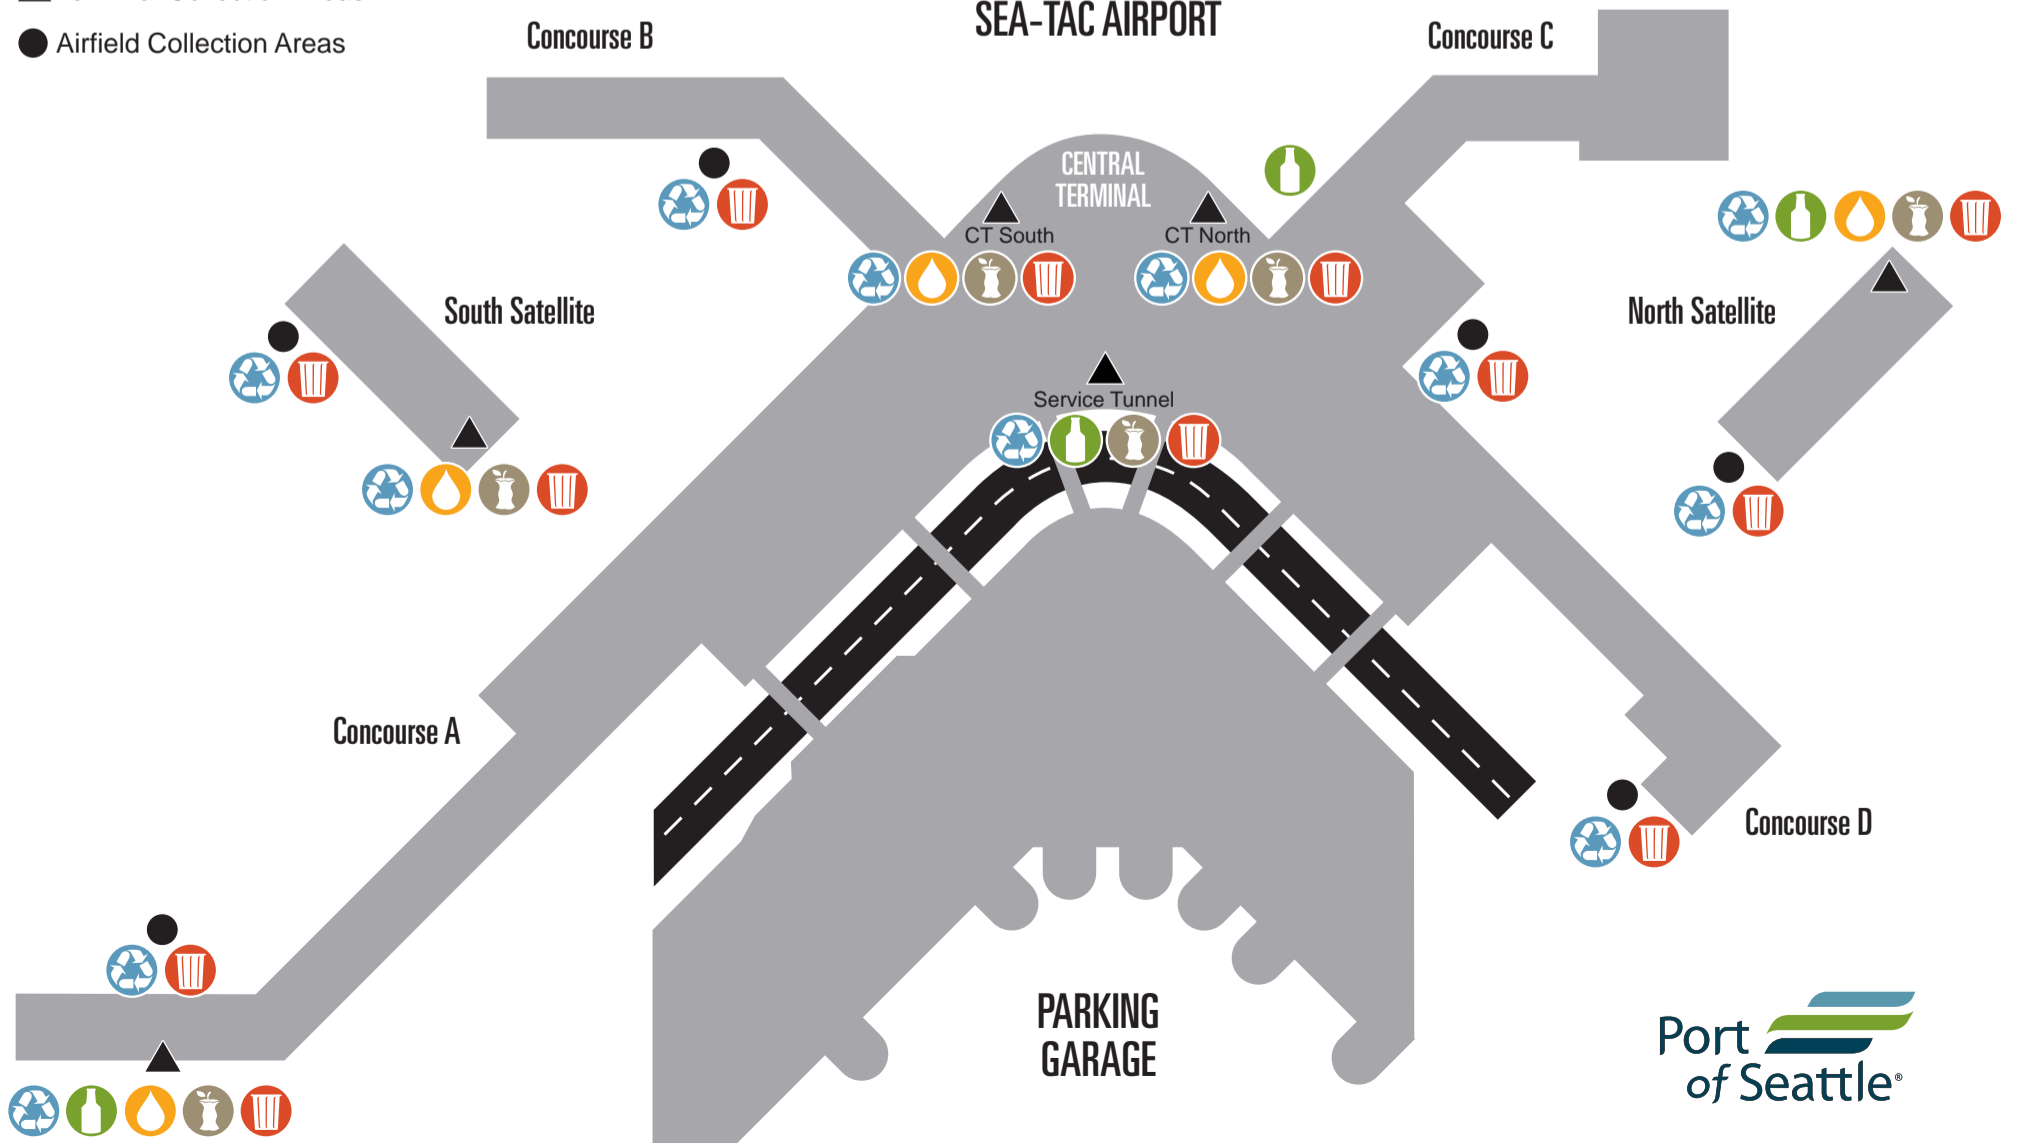 SEA-TAC AIRPORT
Airfield Collection Areas
Concourse B
Concourse C
CENTRAL
TERMINAL
CT South
CT North
South Satellite
North Satellite
Service Tunnel
Concourse A
Concourse D
PARKING
GARAGE
Port
of Seattle®